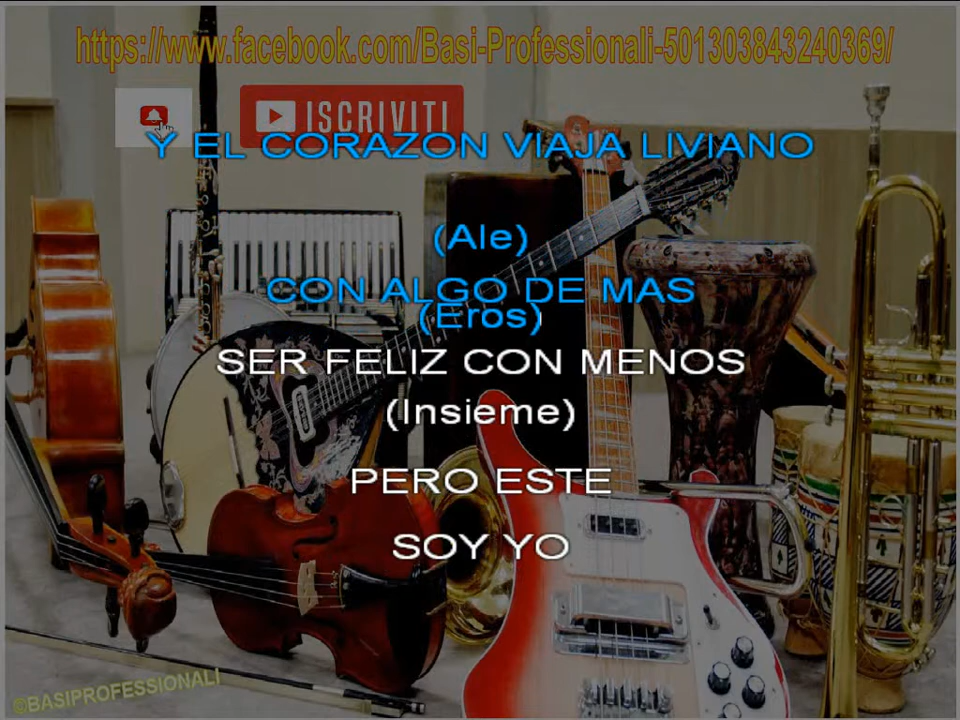 https://www.facebook.com/Basi-Professionali-501303843240369/
ISCRIVITI
Y EL CORAZON VIAJA LIVIANO
(Ale)
CON ALGO DE MAS
(Eros)
SER FELIZ CON MENOS
(Insieme)
PERO ESTE
SOY YO
©BASIPROFESSIONALI